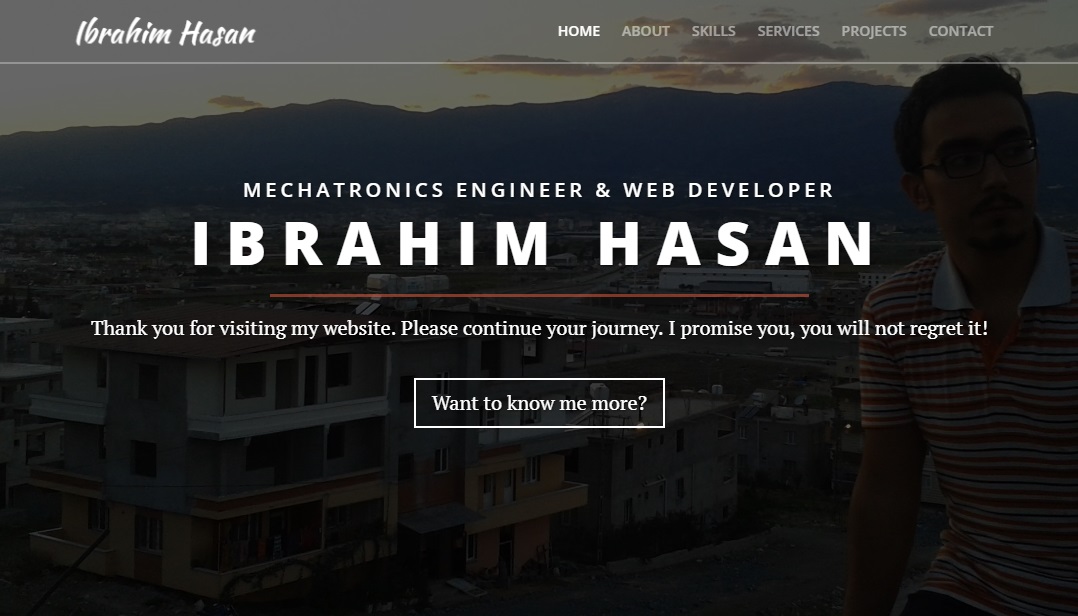 Ibrahim Hasan
HOME ABOUT SKILLS SERVICES PROJECTS CONTACT
MECHATRONICS ENGINEER & WEB DEVELOPER
IBRAHIM HASAN
Thank you for visiting my website. Please continue your journey. I promise you, you will not regret it!
Want to know me more?